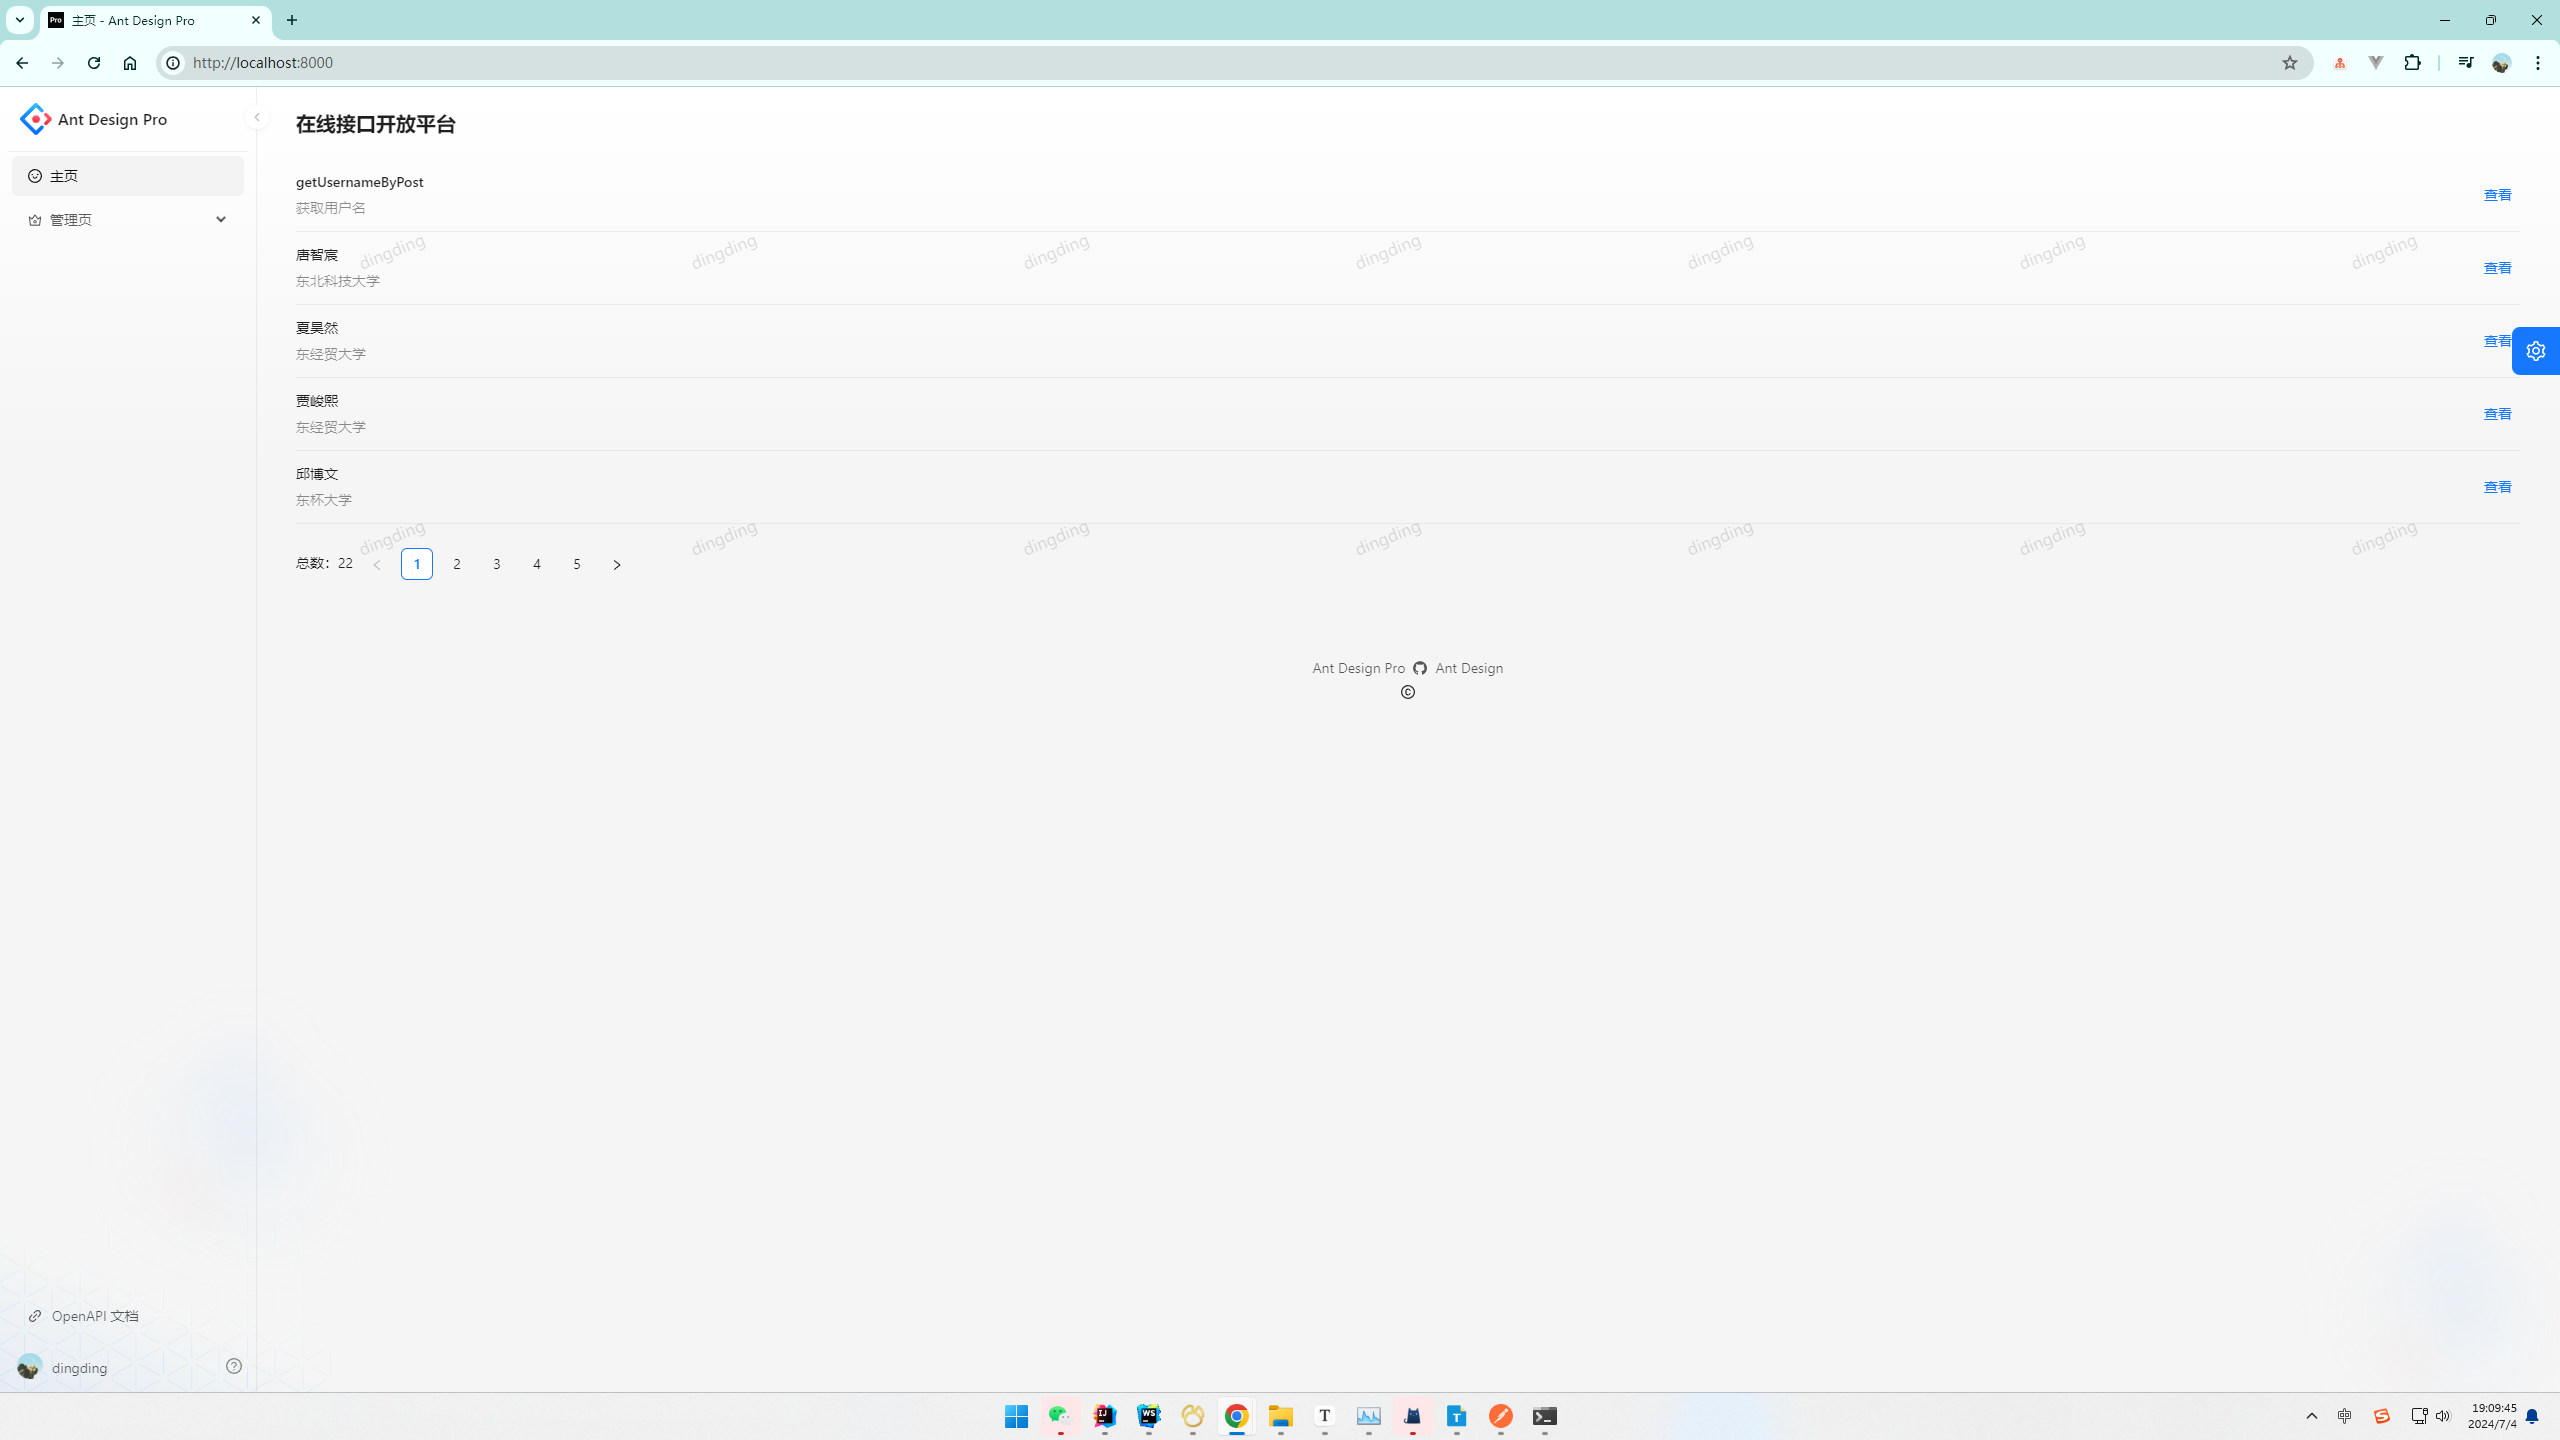 主页 - Ant Design Pro
http://localhost:8000
Ant Design Pro
主页
管理页
在线接口开放平台
getUsernameByPost
获取用户名
查看
唐智宸
东北科技大学
查看
夏昊然
东经贸大学
查看
贾峻熙
东经贸大学
查看
邱博文
东杯大学
查看
dingding dingding dingding dingding dingding dingding dingding
dingding dingding dingding dingding dingding dingding dingding
总数：22 1 2 3 4 5
Ant Design Pro Ant Design
©
OpenAPI 文档
dingding
中
19:09:45
2024/7/4